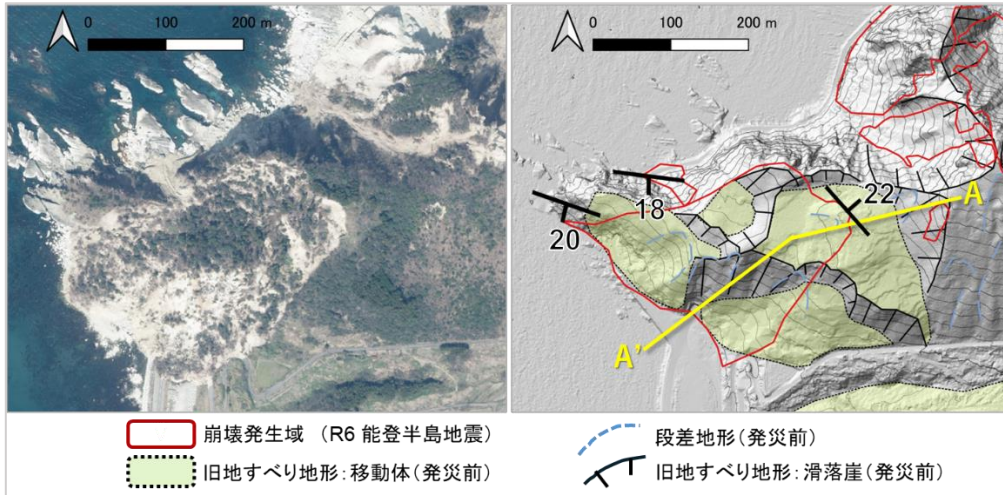 0 100 200 m
0 100 200 m
18
20
22
A
A'
崩壊発生域 (R6 能登半島地震)
旧地すべり地形:移動体(発災前)
段差地形(発災前)
旧地すべり地形:滑落崖(発災前)